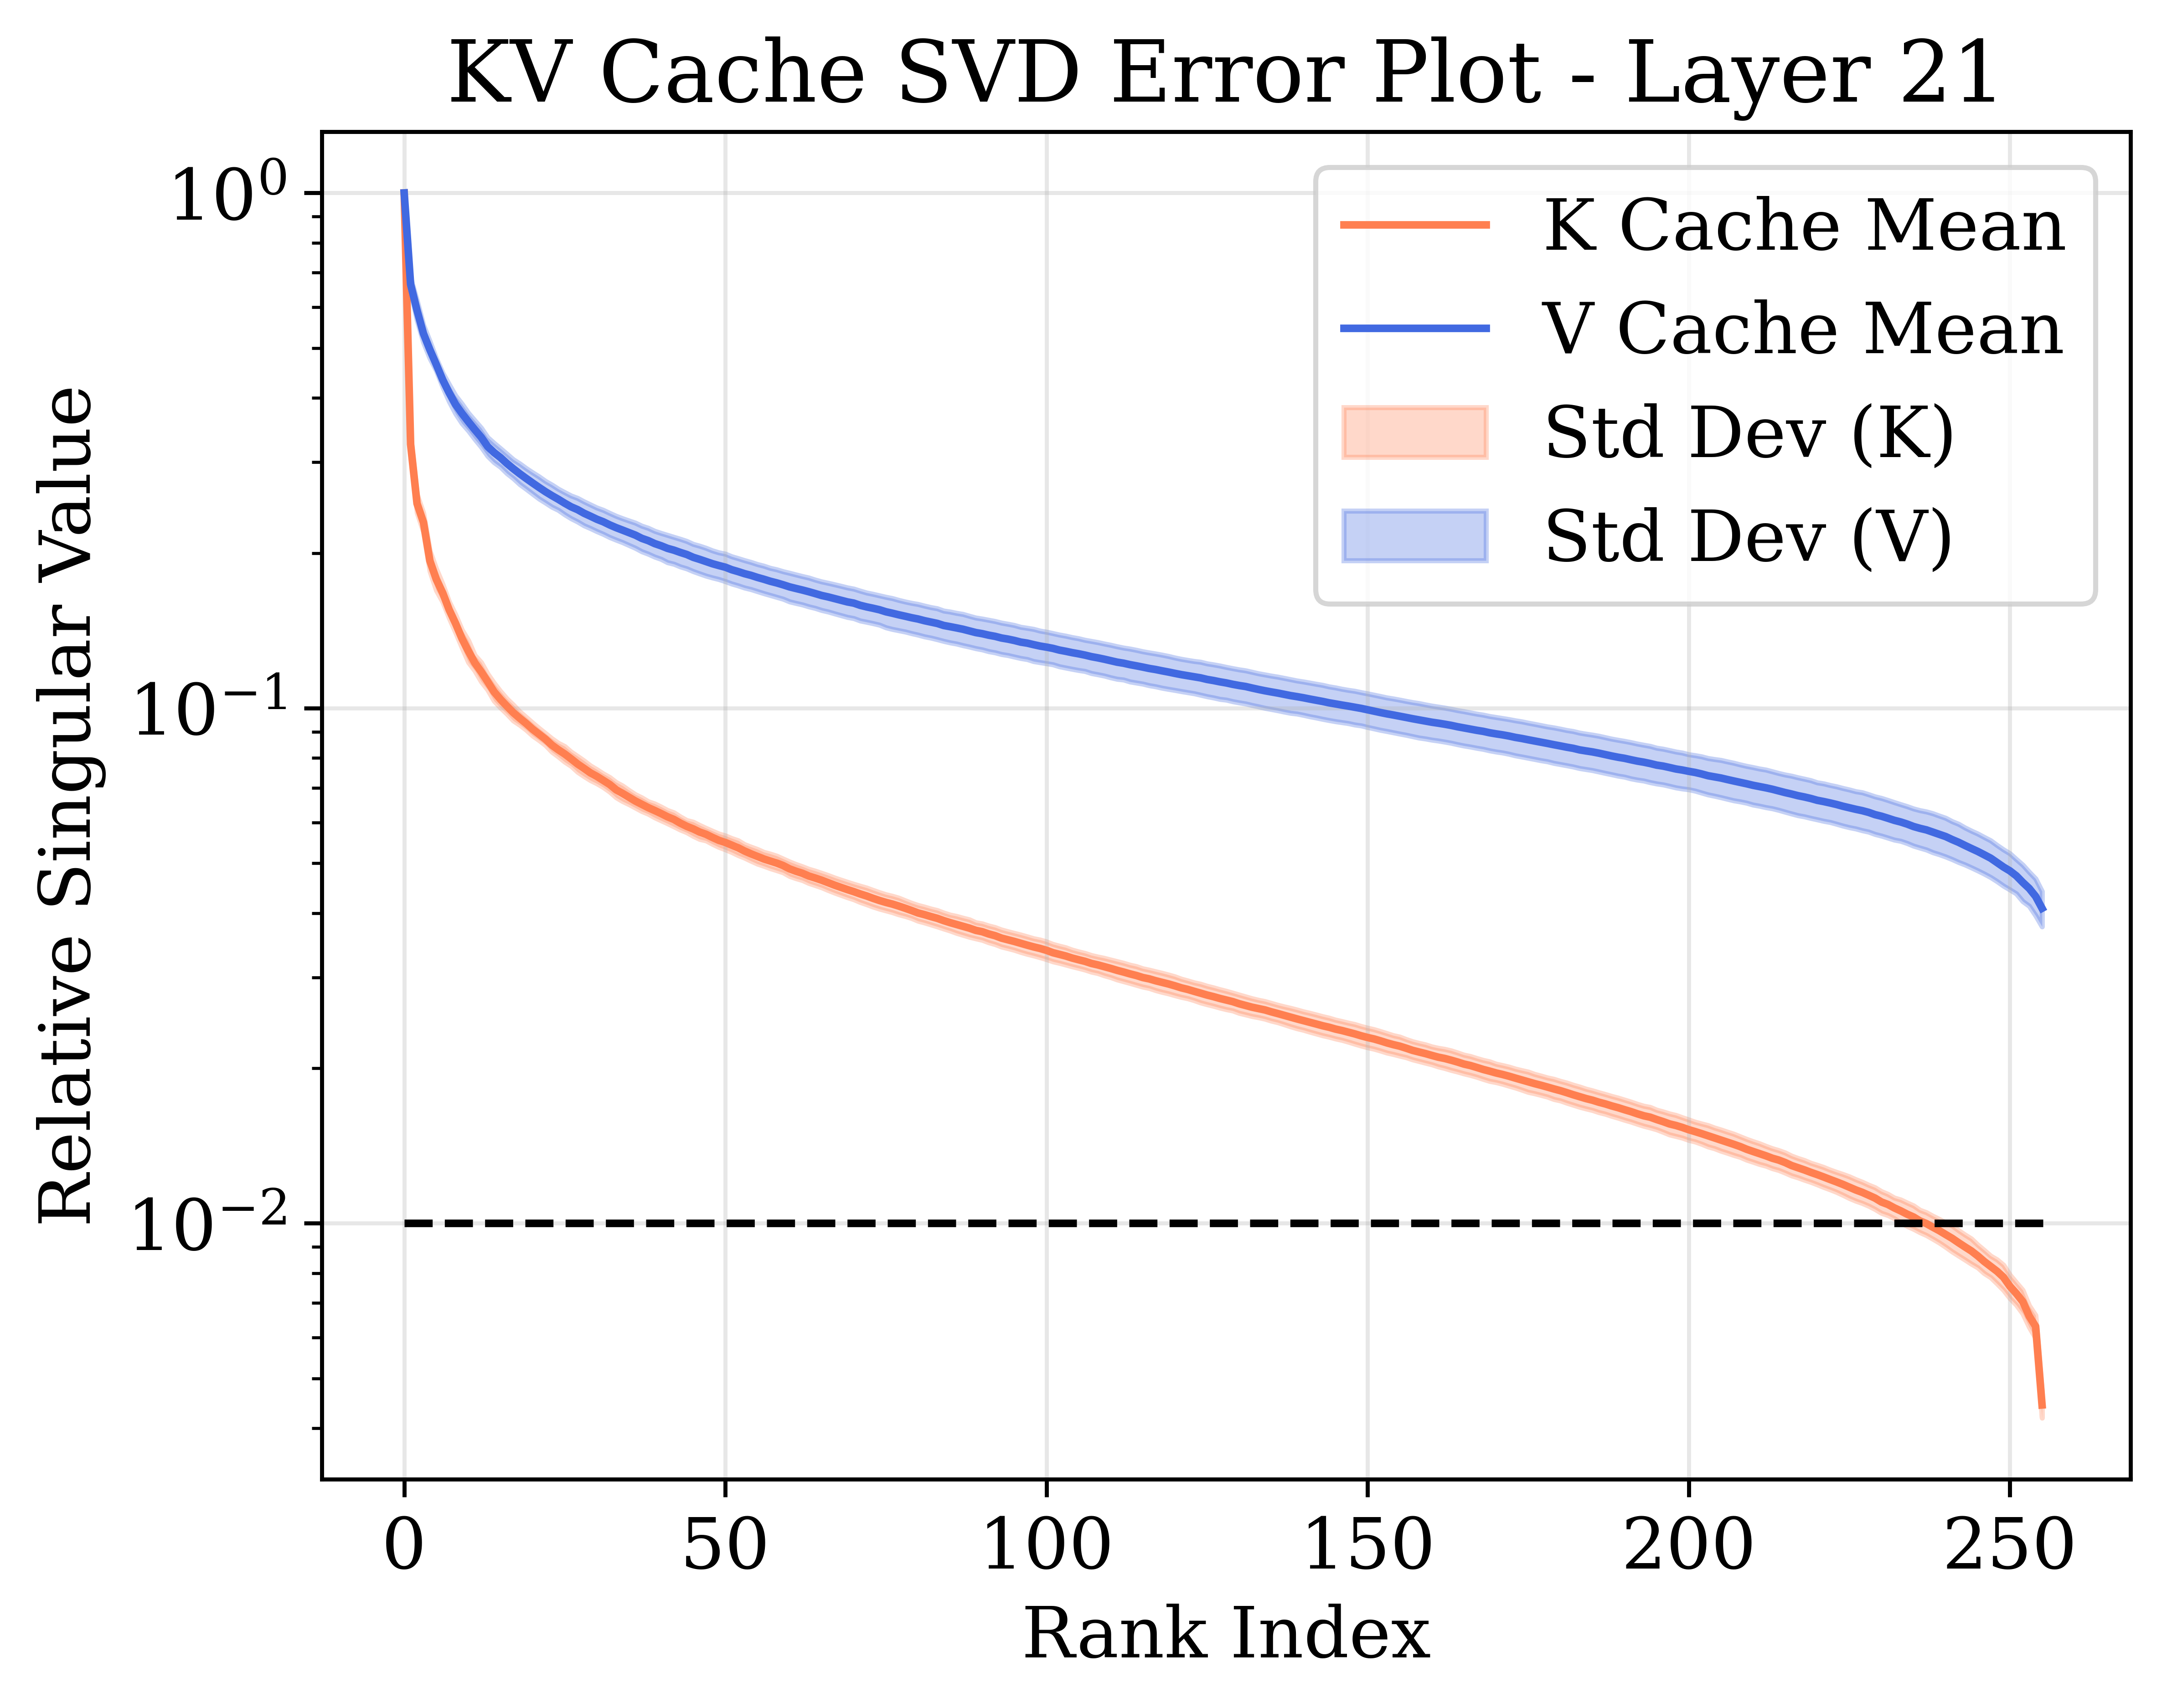 KV Cache SVD Error Plot - Layer 21
K Cache Mean
V Cache Mean
Std Dev (K)
Std Dev (V)
Relative Singular Value
10⁰
10⁻¹
10⁻²
0 50 100 150 200 250
Rank Index